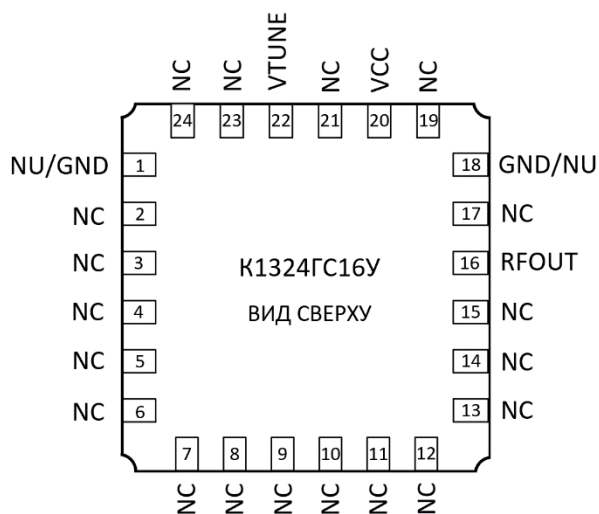 NC NC VTUNE NC VCC NC
24 23 22 21 20 19
NU/GND 1 18 GND/NU
NC 2 17 NC
NC 3 К1324ГС16У 16 RFOUT
NC 4 ВИД СВЕРХУ 15 NC
NC 5 14 NC
NC 6 13 NC
7 8 9 10 11 12
NC NC NC NC NC NC